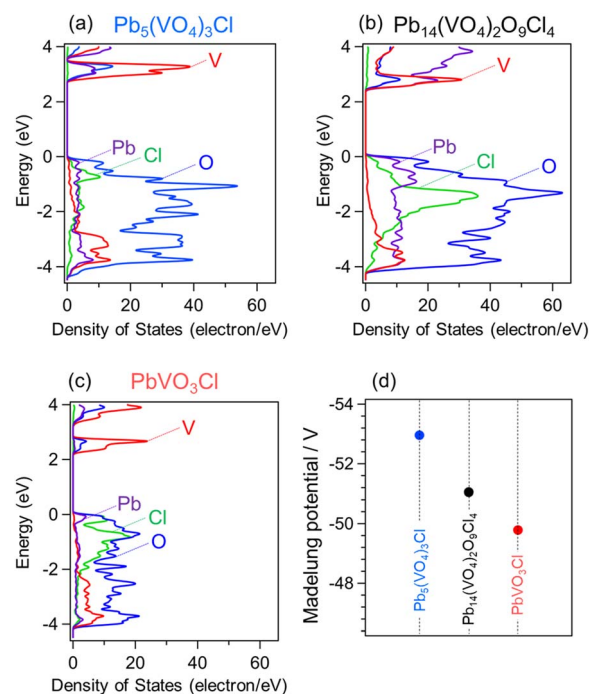 (a) Pb5(VO4)3Cl
4
2
0
-2
-4
Energy (eV)
V
Pb
Cl
O
0 20 40 60
Density of States (electron/eV)
(b) Pb14(VO4)2O9Cl4
4
2
0
-2
-4
Energy (eV)
V
Pb
Cl
O
0 20 40 60
Density of States (electron/eV)
(c) PbVO3Cl
4
2
0
-2
-4
Energy (eV)
V
Pb
Cl
O
0 20 40 60
Density of States (electron/eV)
(d)
-54
-52
-50
-48
Madelung potential / V
Pb5(VO4)3Cl
Pb14(VO4)2O9Cl4
PbVO3Cl